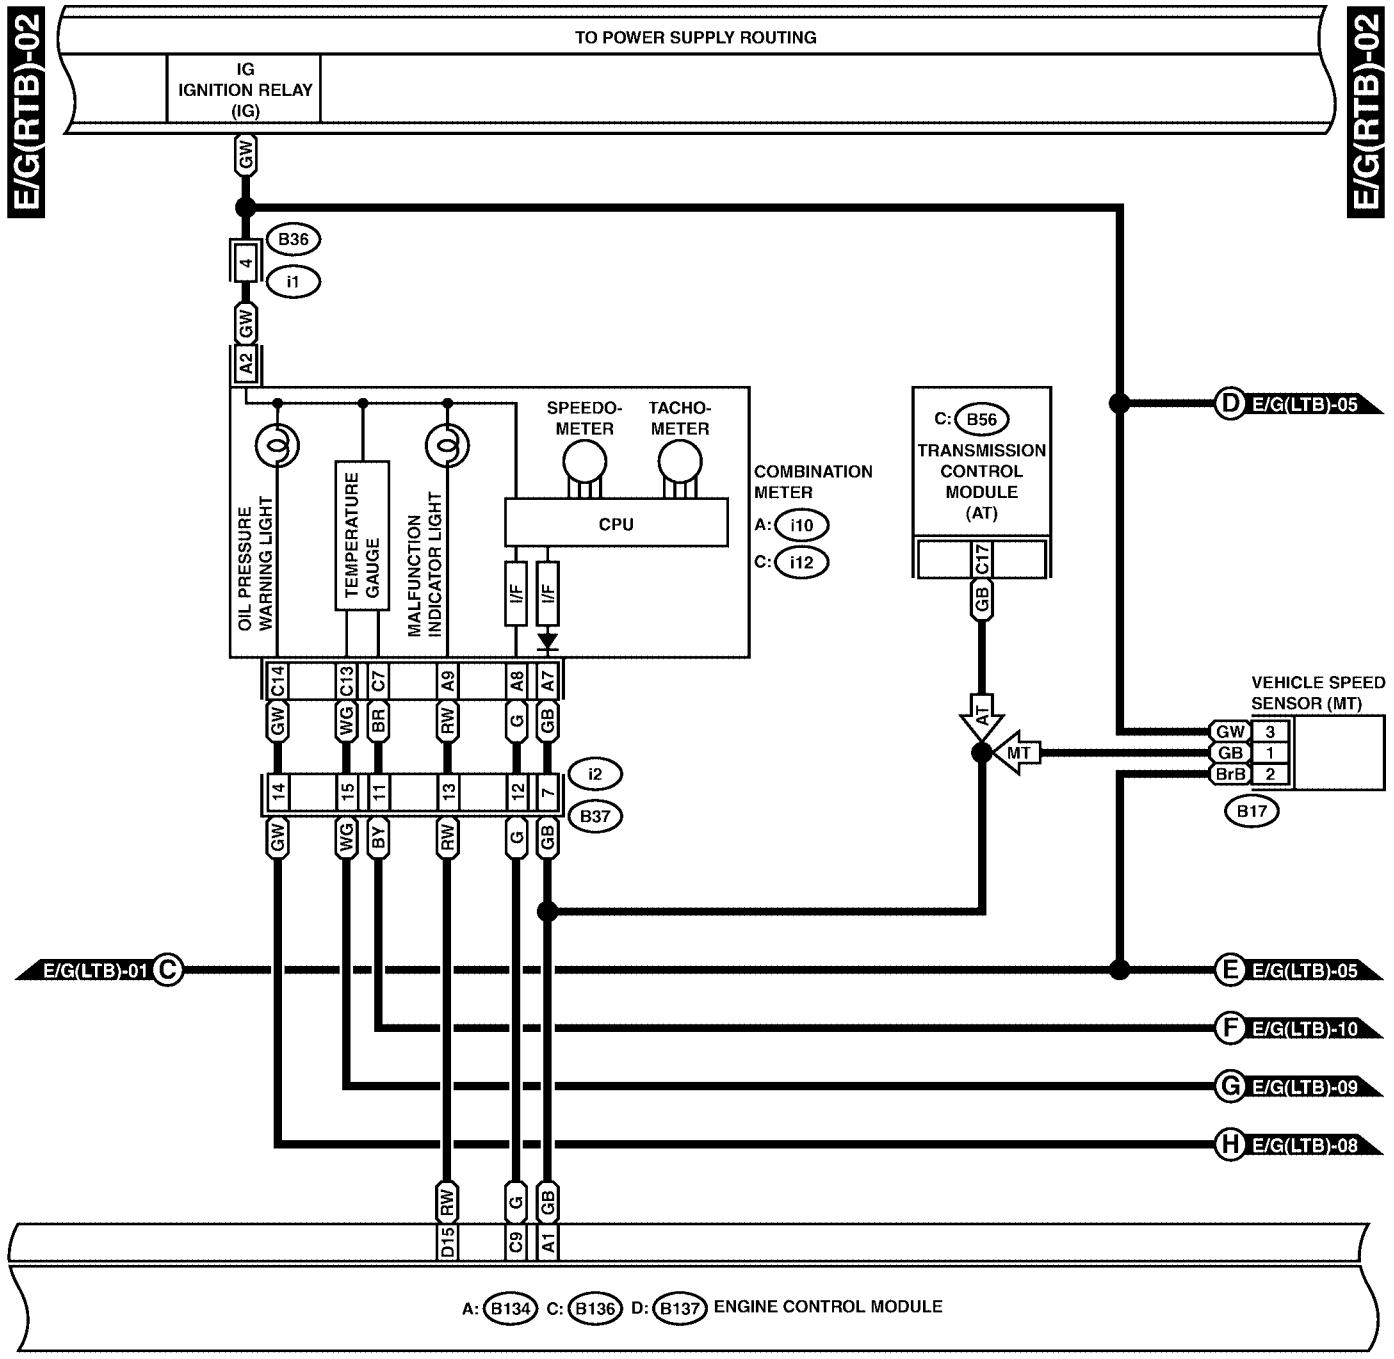 E/G(RTB)-02
E/G(RTB)-02
TO POWER SUPPLY ROUTING
IG
IGNITION RELAY
(IG)
GW
4
B36
i1
GW
A2
SPEEDO-
METER
TACHO-
METER
CPU
OIL PRESSURE
WARNING LIGHT
TEMPERATURE
GAUGE
MALFUNCTION
INDICATOR LIGHT
I/F
I/F
COMBINATION
METER
A: i10
C: i12
C: B56
TRANSMISSION
CONTROL
MODULE
(AT)
C17
GB
AT
MT
D E/G(LTB)-05
VEHICLE SPEED
SENSOR (MT)
GW 3
GB 1
BrB 2
B17
C14 C13 C7 A9 A8 A7
GW WG BR RW G GB
14 15 11 13 12 7
i2
B37
GW WG BY RW G GB
E/G(LTB)-01 C
E E/G(LTB)-05
F E/G(LTB)-10
G E/G(LTB)-09
H E/G(LTB)-08
RW G GB
D15 C9 A1
A: B134 C: B136 D: B137 ENGINE CONTROL MODULE